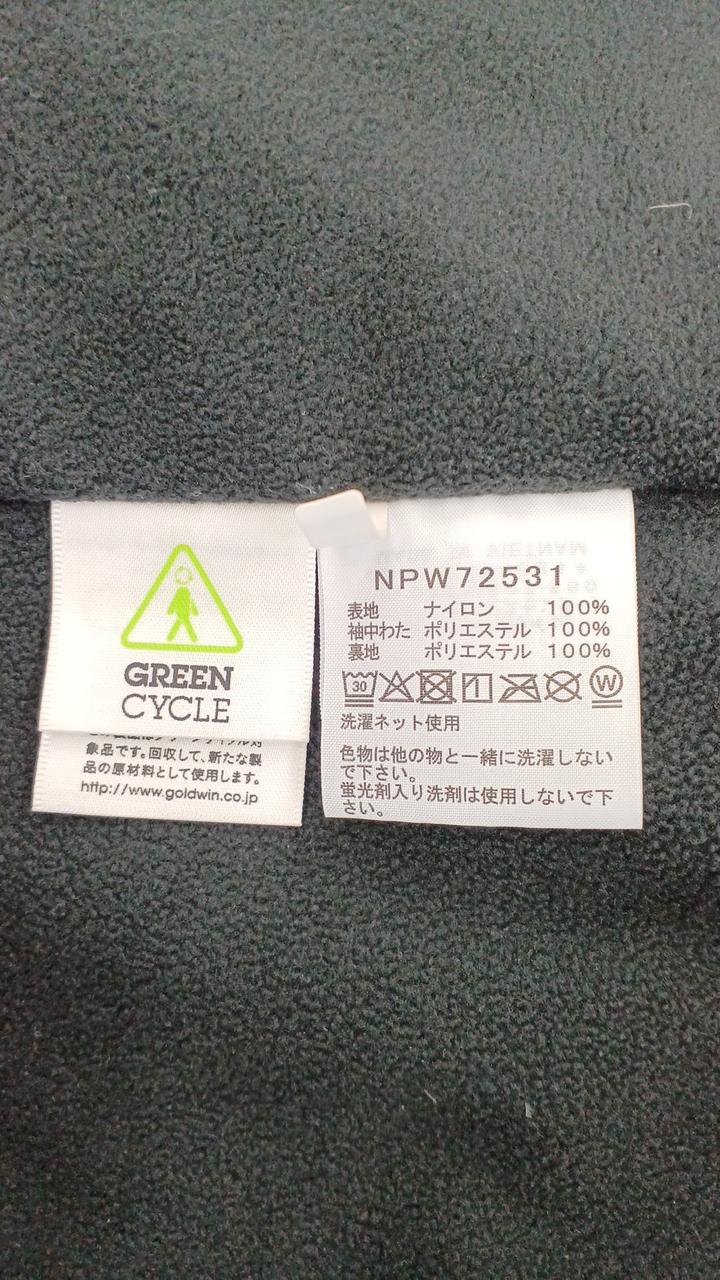 GREEN
CYCLE
象品です。回収して、新たな製
品の原材料として使用します。
http://www.goldwin.co.jp
NPW72531
表地 ナイロン 100%
袖中わた ポリエステル 100%
裏地 ポリエステル 100%
30 W
洗濯ネット使用
色物は他の物と一緒に洗濯しない
で下さい。
蛍光剤入り洗剤は使用しないで下
さい。